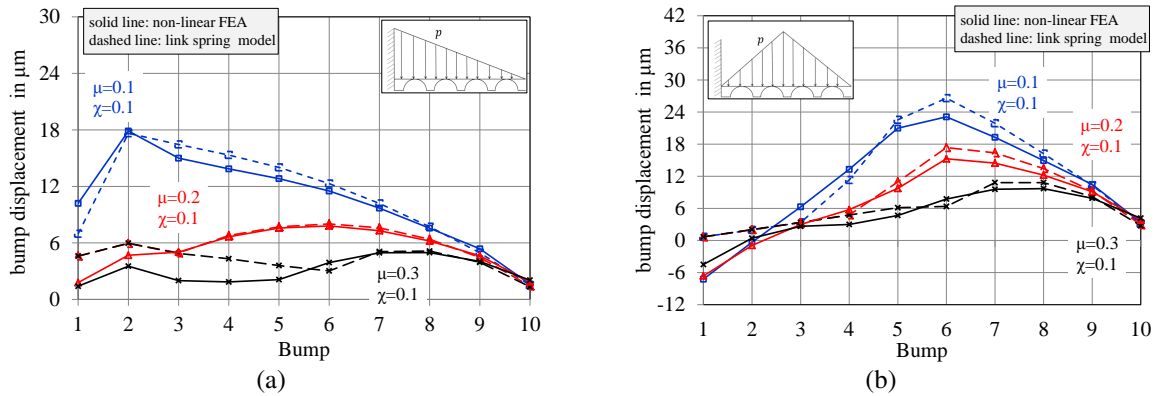 solid line: non-linear FEA
dashed line: link spring model
p
μ=0.1
χ=0.1
μ=0.2
χ=0.1
μ=0.3
χ=0.1
bump displacement in μm
30
24
18
12
6
0
1 2 3 4 5 6 7 8 9 10
Bump
(a)
solid line: non-linear FEA
dashed line: link spring model
p
μ=0.1
χ=0.1
μ=0.2
χ=0.1
μ=0.3
χ=0.1
bump displacement in μm
42
36
30
24
18
12
6
0
-6
-12
1 2 3 4 5 6 7 8 9 10
Bump
(b)